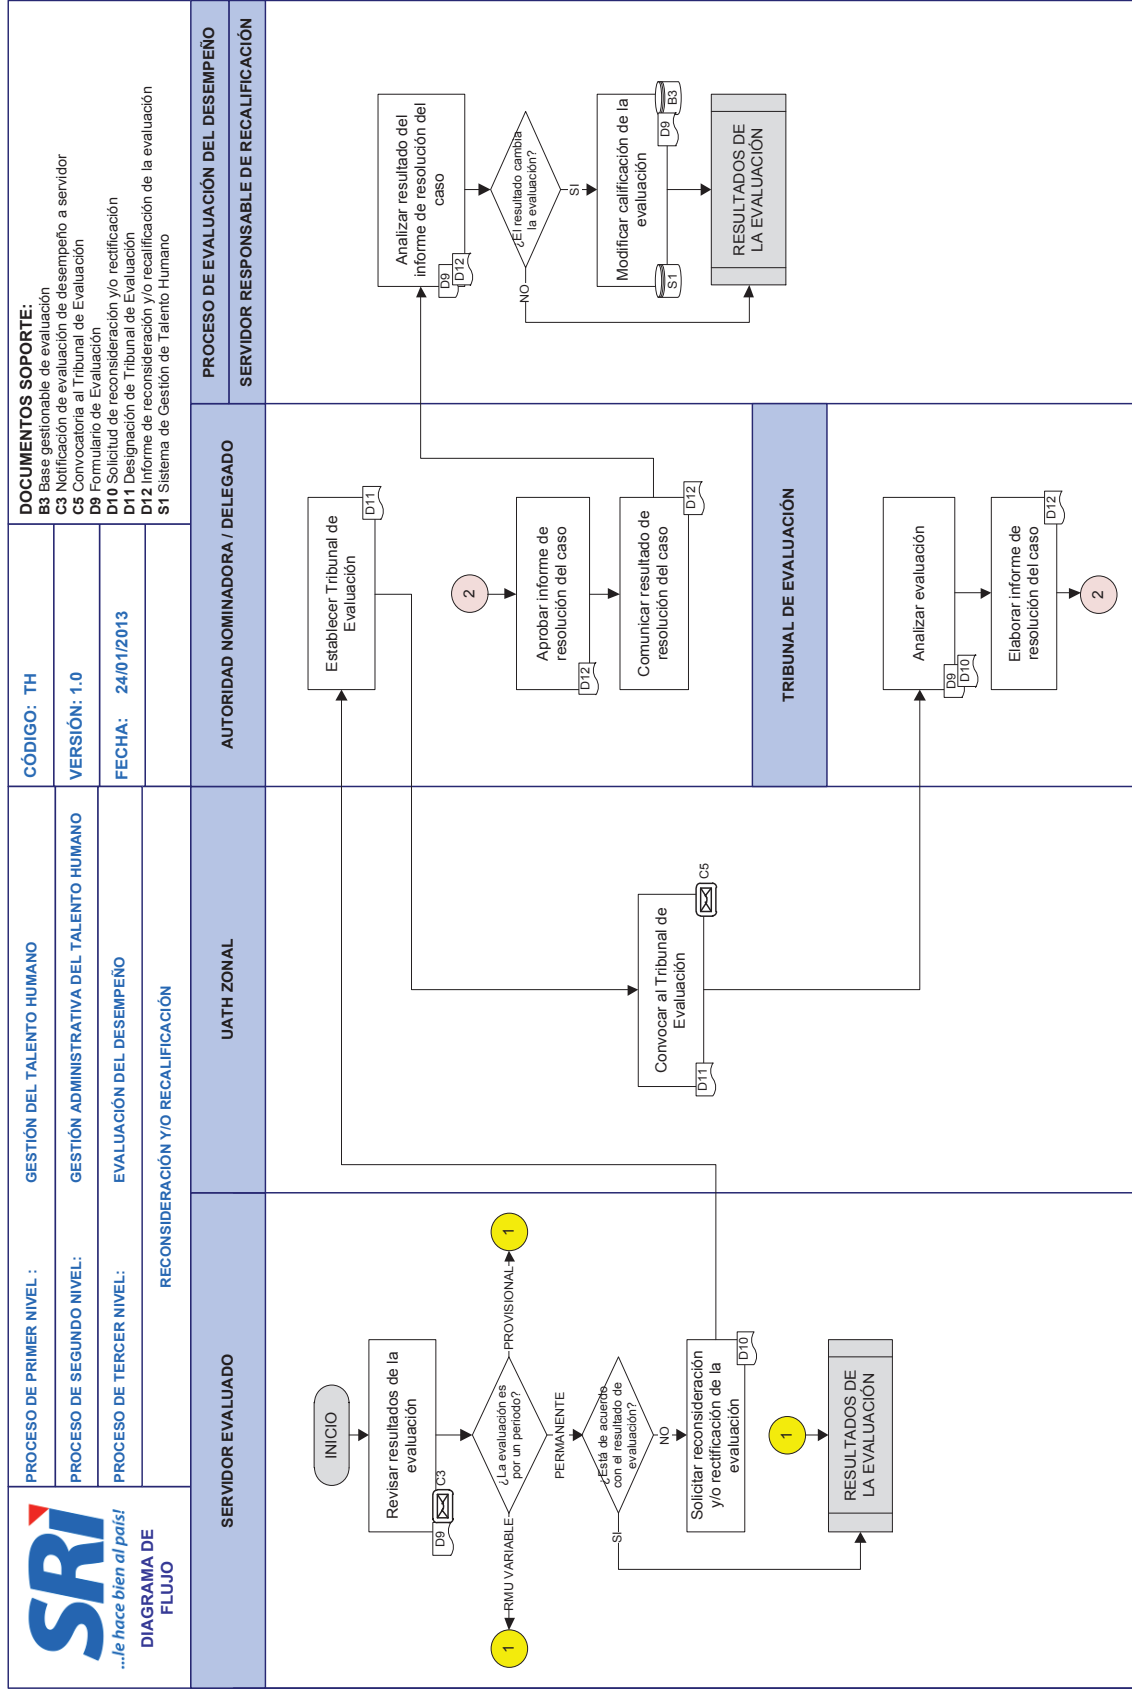 SRi
...le hace bien al país!
DIAGRAMA DE
FLUJO
PROCESO DE PRIMER NIVEL :
GESTIÓN DEL TALENTO HUMANO
PROCESO DE SEGUNDO NIVEL:
GESTIÓN ADMINISTRATIVA DEL TALENTO HUMANO
PROCESO DE TERCER NIVEL:
EVALUACIÓN DEL DESEMPEÑO
RECONSIDERACIÓN Y/O RECALIFICACIÓN
CÓDIGO: TH
VERSIÓN: 1.0
FECHA: 24/01/2013
DOCUMENTOS SOPORTE:
B3 Base gestionable de evaluación
C3 Notificación de evaluación de desempeño a servidor
C5 Convocatoria al Tribunal de Evaluación
D9 Formulario de Evaluación
D10 Solicitud de reconsideración y/o rectificación
D11 Designación de Tribunal de Evaluación
D12 Informe de reconsideración y/o recalificación de la evaluación
S1 Sistema de Gestión de Talento Humano
SERVIDOR EVALUADO
UATH ZONAL
AUTORIDAD NOMINADORA / DELEGADO
PROCESO DE EVALUACIÓN DEL DESEMPEÑO
SERVIDOR RESPONSABLE DE RECALIFICACIÓN
INICIO
Revisar resultados de la
evaluación
D9
C3
¿La evaluación es
por un periodo?
RMU VARIABLE
1
PROVISIONAL
1
PERMANENTE
¿Está de acuerdo
con el resultado de
evaluación?
SI
NO
Solicitar reconsideración
y/o rectificación de la
evaluación
D10
1
RESULTADOS DE
LA EVALUACIÓN
Convocar al Tribunal de
Evaluación
D11
C5
Establecer Tribunal de
Evaluación
D11
2
Aprobar informe de
resolución del caso
D12
Comunicar resultado de
resolución del caso
D12
TRIBUNAL DE EVALUACIÓN
Analizar evaluación
D9
D10
Elaborar informe de
resolución del caso
D12
2
Analizar resultado del
informe de resolución del
caso
D9
D12
¿El resultado cambia
la evaluación?
NO
SI
Modificar calificación de la
evaluación
S1
D9
B3
RESULTADOS DE
LA EVALUACIÓN